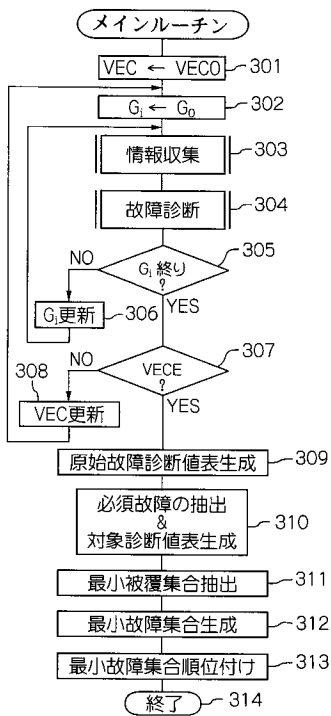 メインルーチン
VEC ← VECO 301
Gi ← Go 302
情報収集 303
故障診断 304
305
Gi 終り
?
NO
YES
Gi更新 306
307
VECE
?
NO
YES
308
VEC更新
原始故障診断値表生成 309
必須故障の抽出
&
対象診断値表生成
310
最小被覆集合抽出 311
最小故障集合生成 312
最小故障集合順位付け 313
終了 314